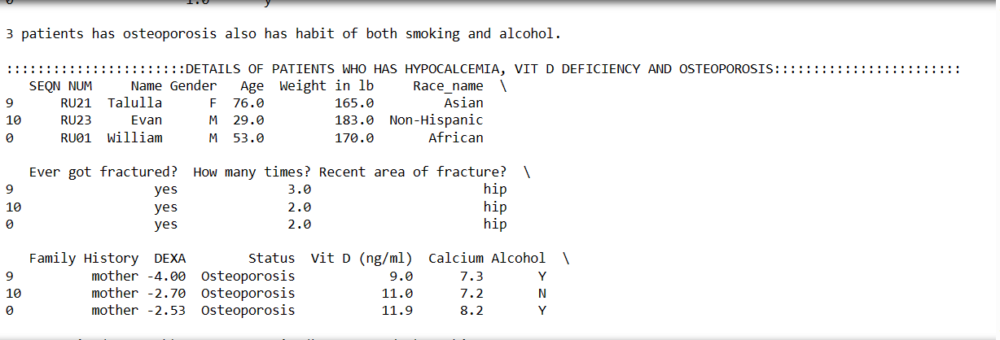 3 patients has osteoporosis also has habit of both smoking and alcohol.
:::::::::::::::::::::::DETAILS OF PATIENTS WHO HAS HYPOCALCEMIA, VIT D DEFICIENCY AND OSTEOPOROSIS::::::::::::::::::::::::
SEQN NUM Name Gender Age Weight in lb Race_name \
9 RU21 Talulla F 76.0 165.0 Asian
10 RU23 Evan M 29.0 183.0 Non-Hispanic
0 RU01 William M 53.0 170.0 African
Ever got fractured? How many times? Recent area of fracture? \
9 yes 3.0 hip
10 yes 2.0 hip
0 yes 2.0 hip
Family History DEXA Status Vit D (ng/ml) Calcium Alcohol \
9 mother -4.00 Osteoporosis 9.0 7.3 Y
10 mother -2.70 Osteoporosis 11.0 7.2 N
0 mother -2.53 Osteoporosis 11.9 8.2 Y